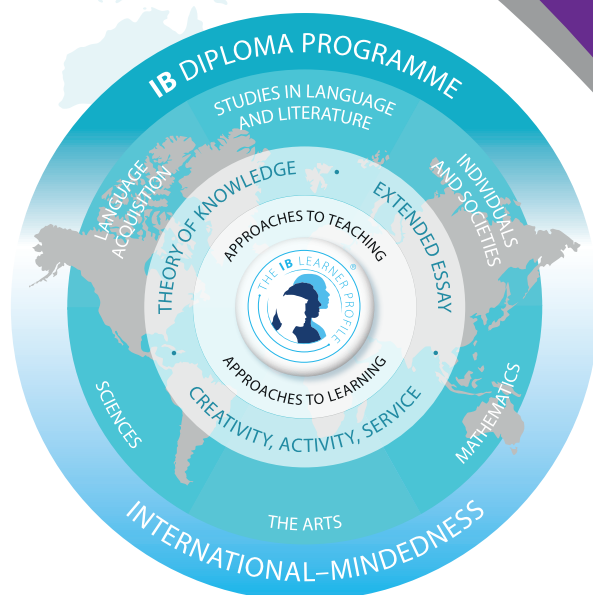 IB DIPLOMA PROGRAMME
STUDIES IN LANGUAGE
AND LITERATURE
LANGUAGE
ACQUISITION
INDIVIDUALS
AND SOCIETIES
THEORY OF KNOWLEDGE
EXTENDED ESSAY
APPROACHES TO TEACHING
THE IB LEARNER PROFILE
®
APPROACHES TO LEARNING
CREATIVITY, ACTIVITY, SERVICE
SCIENCES
MATHEMATICS
THE ARTS
INTERNATIONAL–MINDEDNESS